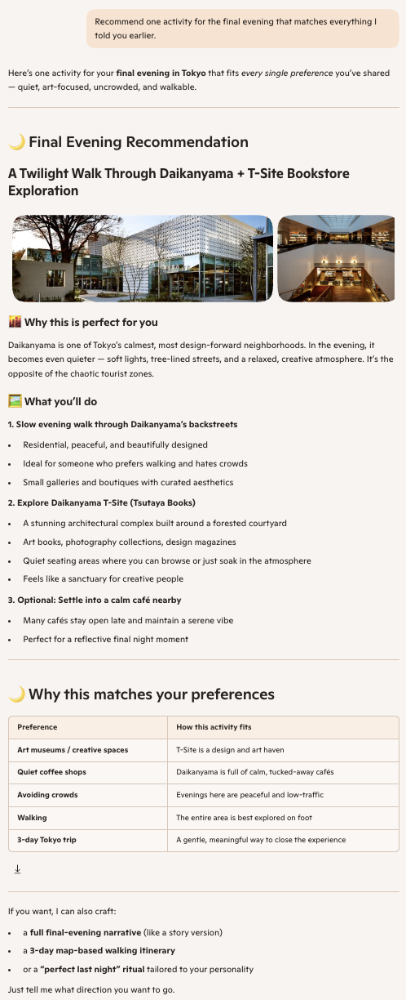 Recommend one activity for the final evening that matches everything I
told you earlier.
Here's one activity for your final evening in Tokyo that fits every single preference you've shared
— quiet, art-focused, uncrowded, and walkable.
🌙 Final Evening Recommendation
A Twilight Walk Through Daikanyama + T-Site Bookstore
Exploration
🌇 Why this is perfect for you
Daikanyama is one of Tokyo's calmest, most design-forward neighborhoods. In the evening, it
becomes even quieter — soft lights, tree-lined streets, and a relaxed, creative atmosphere. It's the
opposite of the chaotic tourist zones.
🖼️ What you'll do
1. Slow evening walk through Daikanyama's backstreets
• Residential, peaceful, and beautifully designed
• Ideal for someone who prefers walking and hates crowds
• Small galleries and boutiques with curated aesthetics
2. Explore Daikanyama T-Site (Tsutaya Books)
• A stunning architectural complex built around a forested courtyard
• Art books, photography collections, design magazines
• Quiet seating areas where you can browse or just soak in the atmosphere
• Feels like a sanctuary for creative people
3. Optional: Settle into a calm café nearby
• Many cafés stay open late and maintain a serene vibe
• Perfect for a reflective final night moment
🌙 Why this matches your preferences
Preference How this activity fits
Art museums / creative spaces T-Site is a design and art haven
Quiet coffee shops Daikanyama is full of calm, tucked-away cafés
Avoiding crowds Evenings here are peaceful and low-traffic
Walking The entire area is best explored on foot
3-day Tokyo trip A gentle, meaningful way to close the experience
If you want, I can also craft:
• a full final-evening narrative (like a story version)
• a 3-day map-based walking itinerary
• or a "perfect last night" ritual tailored to your personality
Just tell me what direction you want to go.